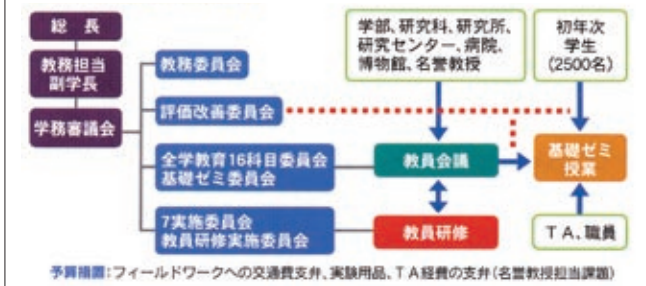 総長
教務担当
副学長
学務審議会
教務委員会
評価改善委員会
全学教育16科目委員会
基礎ゼミ委員会
7実施委員会
教員研修実施委員会
学部、研究科、研究所、
研究センター、病院、
博物館、名誉教授
教員会議
教員研修
初年次
学生
(2500名)
基礎ゼミ
授業
TA、職員
予算措置:フィールドワークへの交通費支弁、実験用品、TA経費の支弁(名誉教授担当課題)